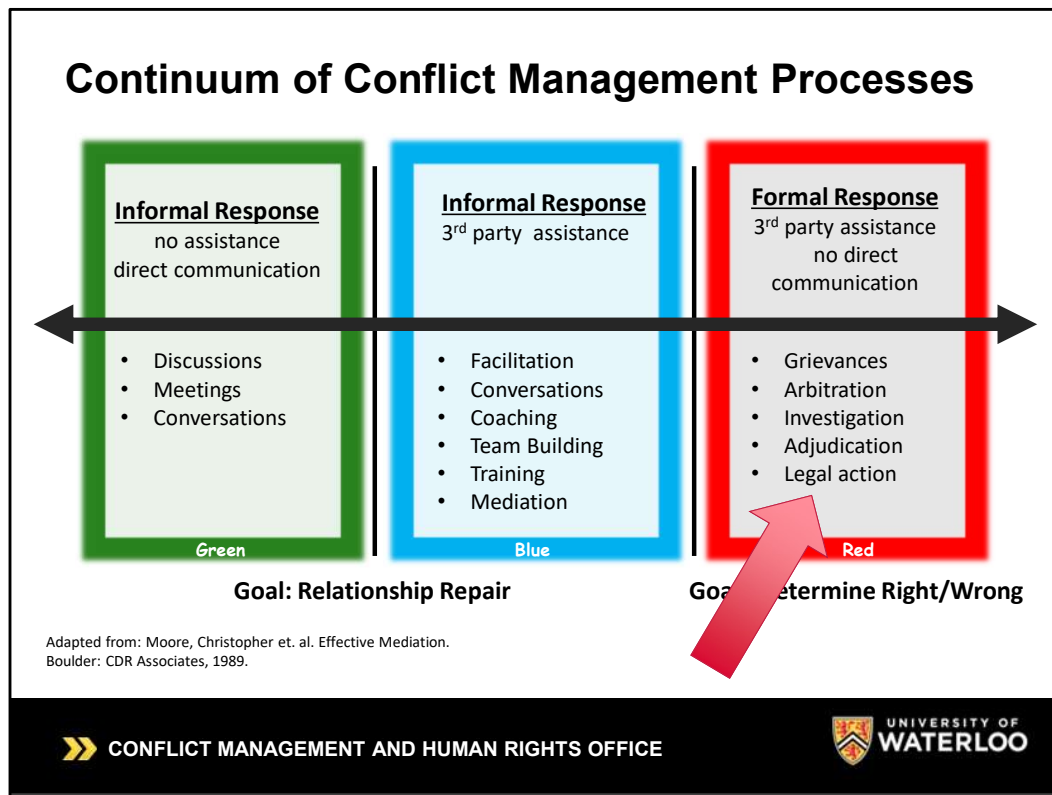 Continuum of Conflict Management Processes
Informal Response
no assistance
direct communication
• Discussions
• Meetings
• Conversations
Green
Informal Response
3rd party assistance
• Facilitation
• Conversations
• Coaching
• Team Building
• Training
• Mediation
Blue
Formal Response
3rd party assistance
no direct
communication
• Grievances
• Arbitration
• Investigation
• Adjudication
• Legal action
Red
Goal: Relationship Repair
Goa etermine Right/Wrong
Adapted from: Moore, Christopher et. al. Effective Mediation.
Boulder: CDR Associates, 1989.
CONFLICT MANAGEMENT AND HUMAN RIGHTS OFFICE
UNIVERSITY OF
WATERLOO